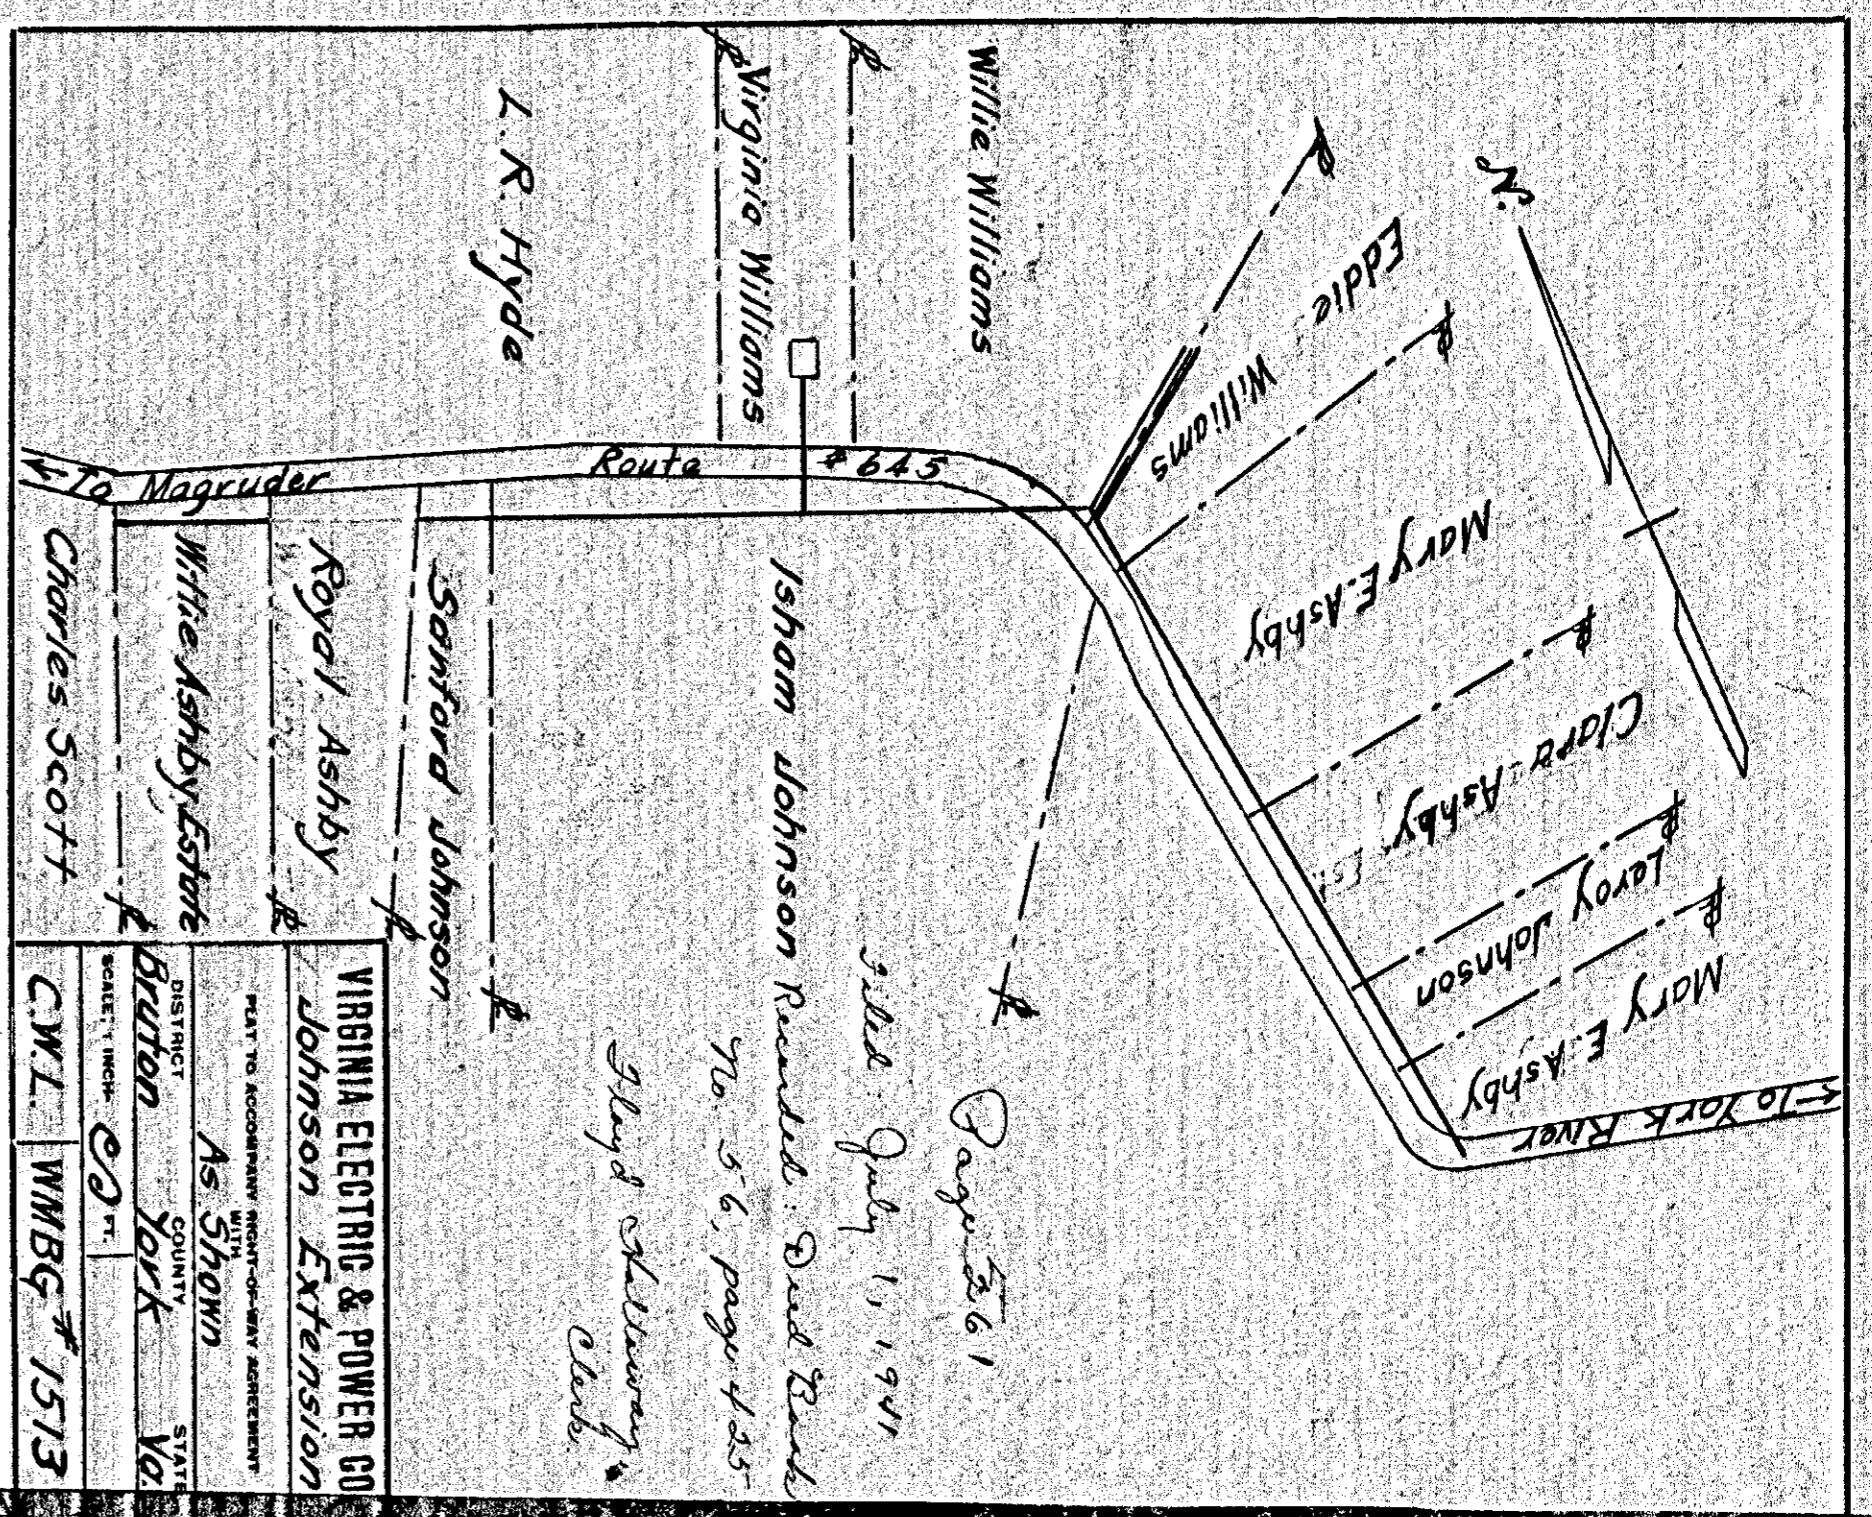 N.
Willie Williams
Virginia Williams
L. R. Hyde
Eddie Williams
Mary E. Ashby
Clara Ashby
Leroy Johnson
Mary E. Ashby
To York River
Route #645
To Magruder
Isham Johnson
Sanford Johnson
Royal Ashby
Willie Ashby Estate
Charles Scott
Page
Filed: July 1, 1941
Recorded: Deed Book
No. 56, page 425
Floyd Holloway,
Clerk.
VIRGINIA ELECTRIC & POWER CO
Johnson Extension
PLAT TO ACCOMPANY RIGHT-OF-WAY AGREEMENT
WITH
As Shown
DISTRICT COUNTY STATE
Bruton York Va.
SCALE: 1 INCH FT.
C.W.L. WMBG # 1513